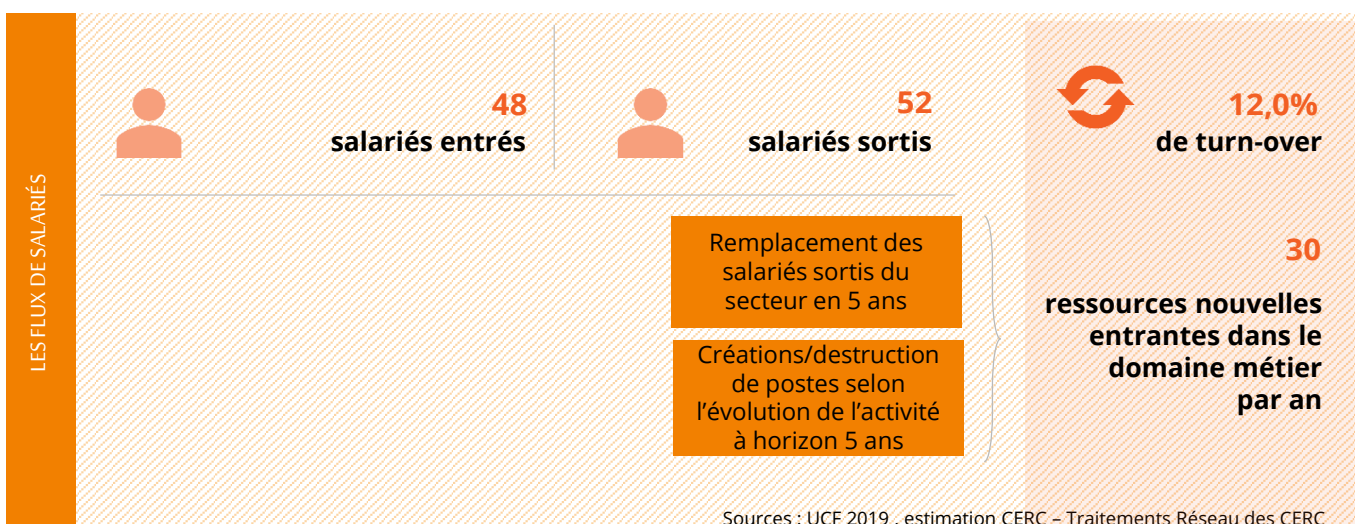 LES FLUX DE SALARIÉS
48
salariés entrés
52
salariés sortis
12,0%
de turn-over
Remplacement des
salariés sortis du
secteur en 5 ans
Créations/destruction
de postes selon
l'évolution de l'activité
à horizon 5 ans
30
ressources nouvelles
entrantes dans le
domaine métier
par an
Sources : UCF 2019 , estimation CERC – Traitements Réseau des CERC